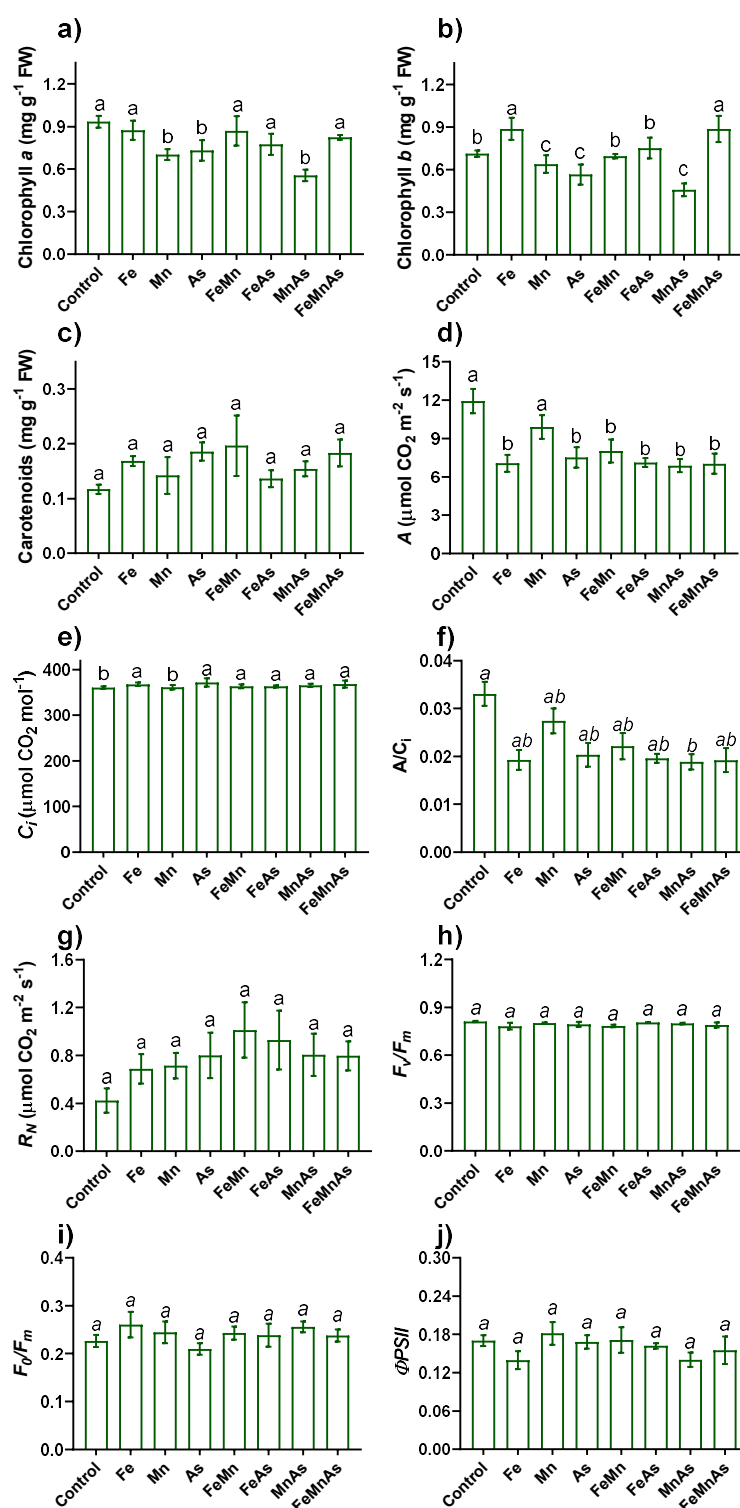 a)
Chlorophyll a (mg g⁻¹ FW)
1.2
0.9
0.6
0.3
0.0
a a b b a a b a
Control Fe Mn As FeMn FeAs MnAs FeMnAs
b)
Chlorophyll b (mg g⁻¹ FW)
1.2
0.9
0.6
0.3
0.0
b a c c b b c a
Control Fe Mn As FeMn FeAs MnAs FeMnAs
c)
Carotenoids (mg g⁻¹ FW)
0.3
0.2
0.1
0.0
a a a a a a a a
Control Fe Mn As FeMn FeAs MnAs FeMnAs
d)
A (μmol CO₂ m⁻² s⁻¹)
15
12
9
6
3
0
a b a b b b b b
Control Fe Mn As FeMn FeAs MnAs FeMnAs
e)
Cᵢ (μmol CO₂ mol⁻¹)
400
300
200
100
0
b a b a a a a a
Control Fe Mn As FeMn FeAs MnAs FeMnAs
f)
A/Cᵢ
0.04
0.03
0.02
0.01
0.00
a ab ab ab ab ab b ab
Control Fe Mn As FeMn FeAs MnAs FeMnAs
g)
R_N (μmol CO₂ m⁻² s⁻¹)
1.6
1.2
0.8
0.4
0.0
a a a a a a a a
Control Fe Mn As FeMn FeAs MnAs FeMnAs
h)
Fᵥ/Fₘ
1.2
0.9
0.6
0.3
0.0
a a a a a a a a
Control Fe Mn As FeMn FeAs MnAs FeMnAs
i)
F₀/Fₘ
0.4
0.3
0.2
0.1
0.0
a a a a a a a a
Control Fe Mn As FeMn FeAs MnAs FeMnAs
j)
ΦPSII
0.30
0.24
0.18
0.12
0.06
0.00
a a a a a a a a
Control Fe Mn As FeMn FeAs MnAs FeMnAs